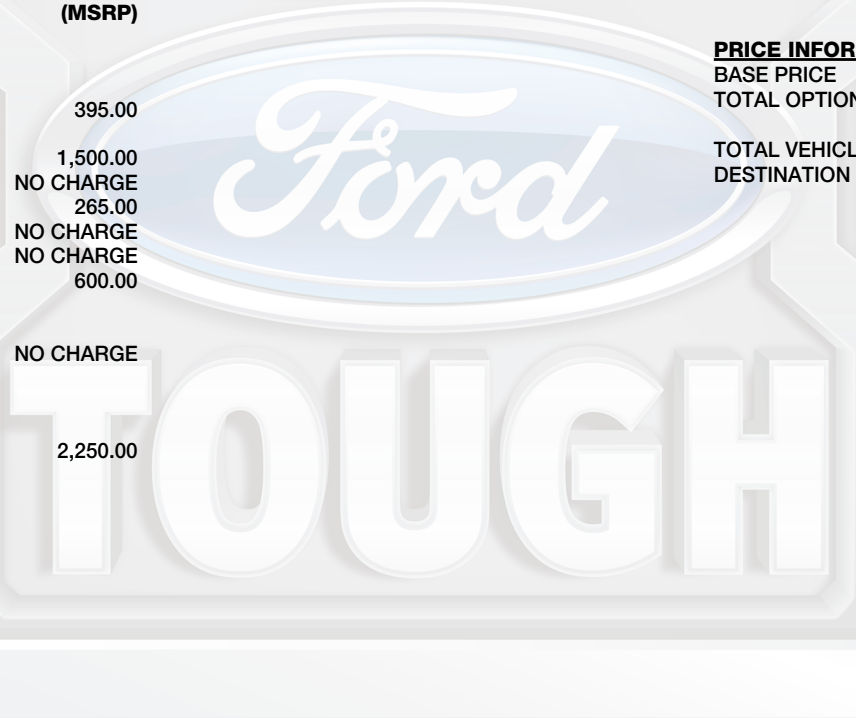 (MSRP)
395.00
1,500.00
NO CHARGE
265.00
NO CHARGE
NO CHARGE
600.00
NO CHARGE
2,250.00
PRICE INFOR
BASE PRICE
TOTAL OPTION
TOTAL VEHICL
DESTINATION
Ford
TOUGH